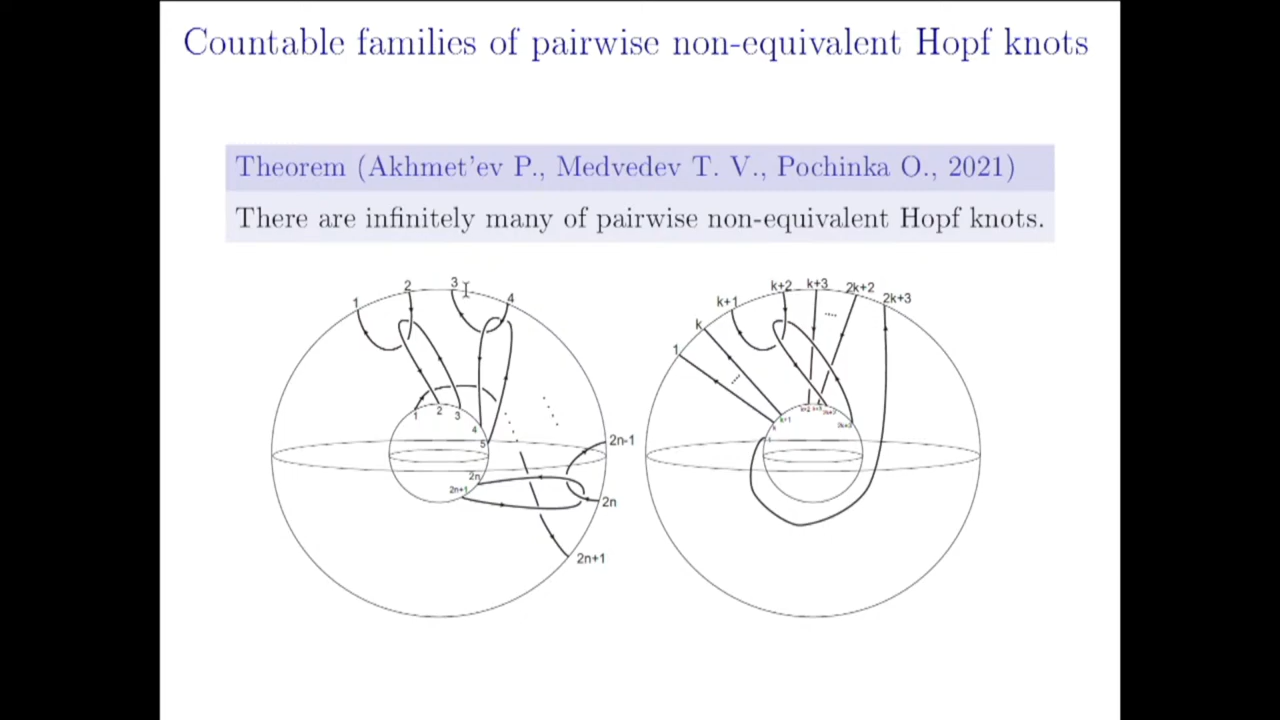 Countable families of pairwise non-equivalent Hopf knots
Theorem (Akhmet'ev P., Medvedev T. V., Pochinka O., 2021)
There are infinitely many of pairwise non-equivalent Hopf knots.
1
2
3
4
1
2
3
4
5
2n-1
2n
2n+1
2n
2n+1
1
k
k+1
k+2
k+3
2k+2
2k+3
k+1